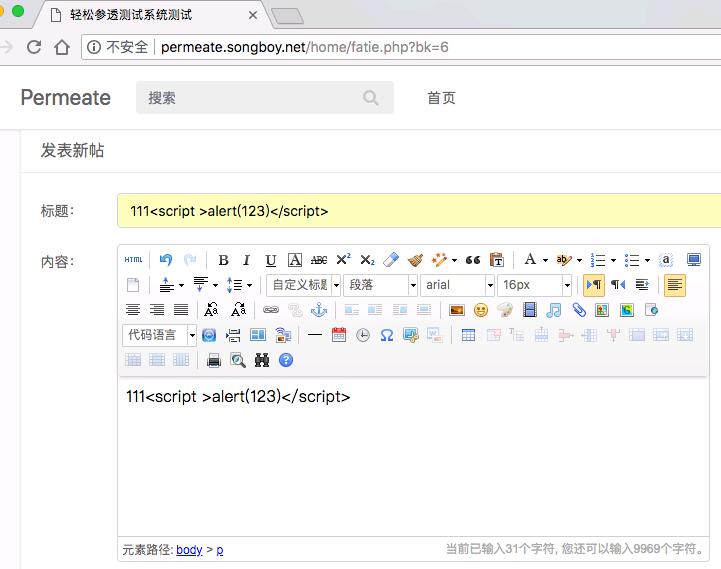 轻松参透测试系统测试
不安全 permeate.songboy.net/home/fatie.php?bk=6
Permeate 搜索 首页
发表新帖
标题: 111<script >alert(123)</script>
内容:
HTML B I U A ABC X² X₂ A ab a
自定义标题 段落 arial 16px
代码语言
111<script >alert(123)</script>
元素路径: body > p 当前已输入31个字符, 您还可以输入9969个字符。